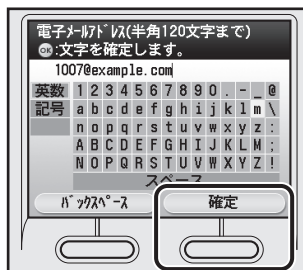 電子ﾒｰﾙｱﾄﾞﾚｽ(半角120文字まで)
OK:文字を確定します。
1007@example.com
英数 1 2 3 4 5 6 7 8 9 0 . - _ @
記号 a b c d e f g h i j k l m \
n o p q r s t u v w x y z :
A B C D E F G H I J K L M ;
N O P Q R S T U V W X Y Z !
スペース
ﾊﾞｯｸｽﾍﾟｰｽ 確定